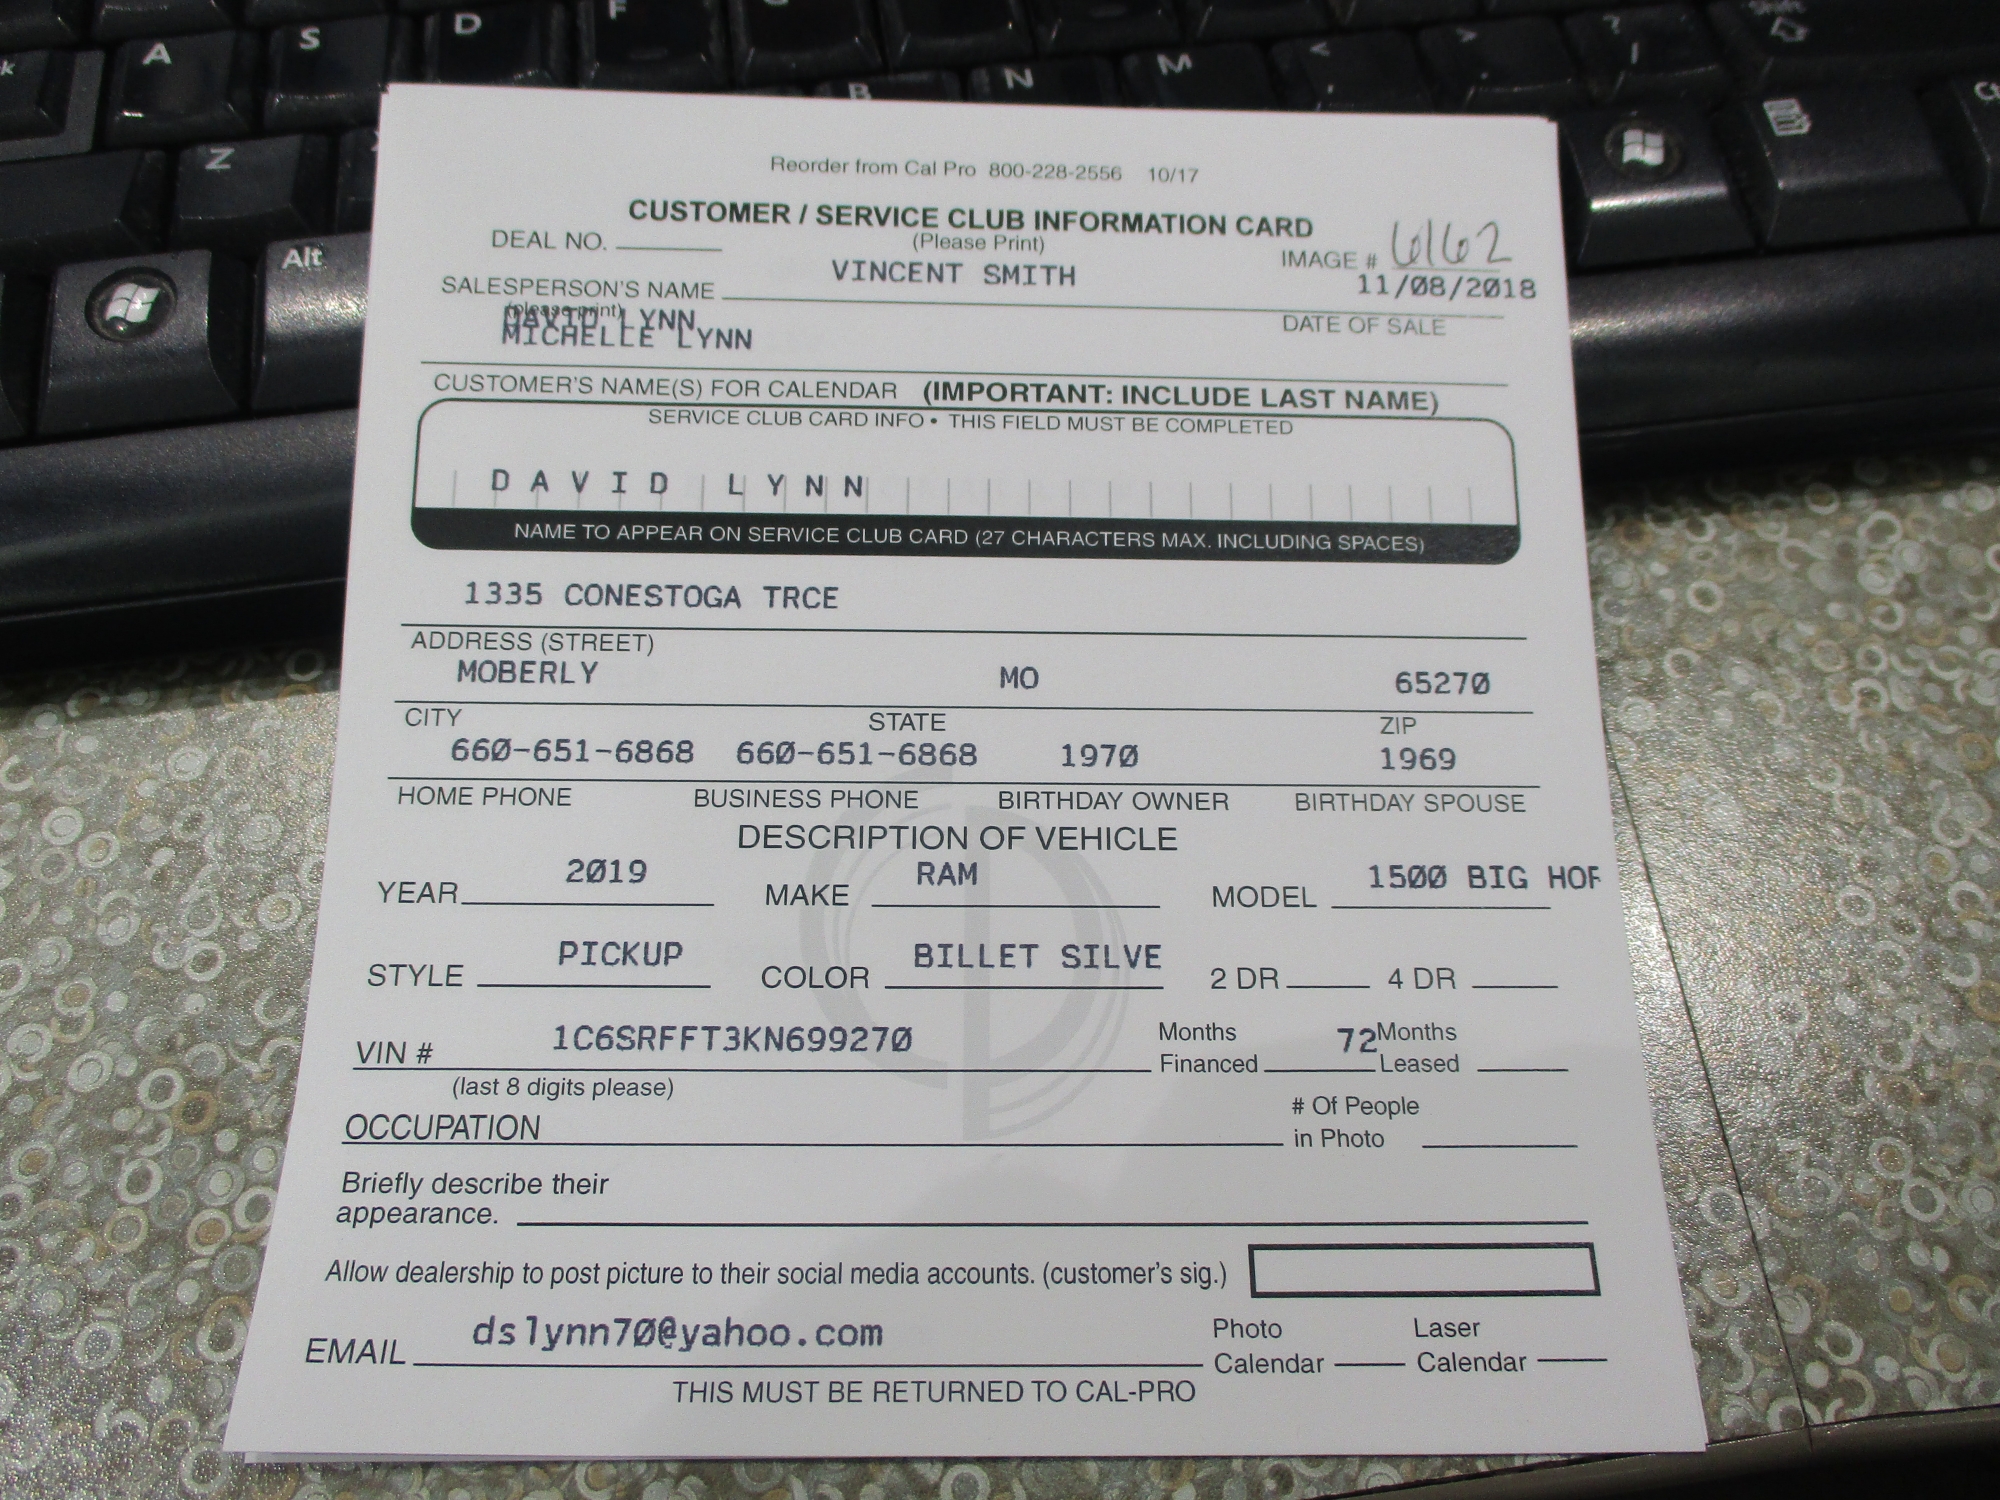 A S D F
Z B N M < > ?
Alt
Reorder from Cal Pro 800-228-2556 10/17
CUSTOMER / SERVICE CLUB INFORMATION CARD
DEAL NO. (Please Print) IMAGE # 6162
VINCENT SMITH 11/08/2018
SALESPERSON'S NAME
(please print) DATE OF SALE
DAVID LYNN
MICHELLE LYNN
CUSTOMER'S NAME(S) FOR CALENDAR (IMPORTANT: INCLUDE LAST NAME)
SERVICE CLUB CARD INFO • THIS FIELD MUST BE COMPLETED
DAVID LYNN
NAME TO APPEAR ON SERVICE CLUB CARD (27 CHARACTERS MAX. INCLUDING SPACES)
1335 CONESTOGA TRCE
ADDRESS (STREET)
MOBERLY MO 65270
CITY STATE ZIP
660-651-6868 660-651-6868 1970 1969
HOME PHONE BUSINESS PHONE BIRTHDAY OWNER BIRTHDAY SPOUSE
DESCRIPTION OF VEHICLE
YEAR 2019 MAKE RAM MODEL 1500 BIG HOR
STYLE PICKUP COLOR BILLET SILVE 2 DR 4 DR
VIN # 1C6SRFFT3KN699270 Months Financed 72 Months Leased
(last 8 digits please)
OCCUPATION # Of People in Photo
Briefly describe their
appearance.
Allow dealership to post picture to their social media accounts. (customer's sig.)
EMAIL dslynn70@yahoo.com Photo Calendar Laser Calendar
THIS MUST BE RETURNED TO CAL-PRO